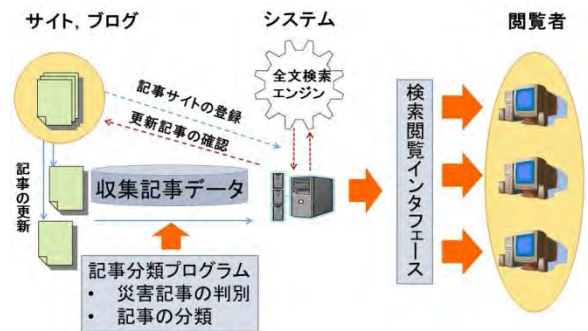 サイト，ブログ
システム
閲覧者
全文検索
エンジン
記事サイトの登録
更新記事の確認
記事の更新
収集記事データ
検索閲覧インタフェース
記事分類プログラム
• 災害記事の判別
• 記事の分類